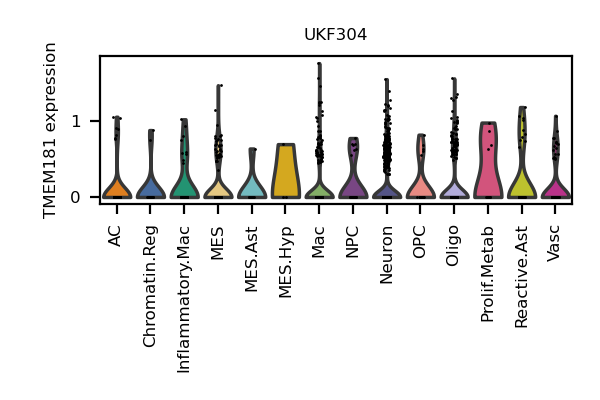 UKF304
TMEM181 expression
1
0
AC
Chromatin.Reg
Inflammatory.Mac
MES
MES.Ast
MES.Hyp
Mac
NPC
Neuron
OPC
Oligo
Prolif.Metab
Reactive.Ast
Vasc